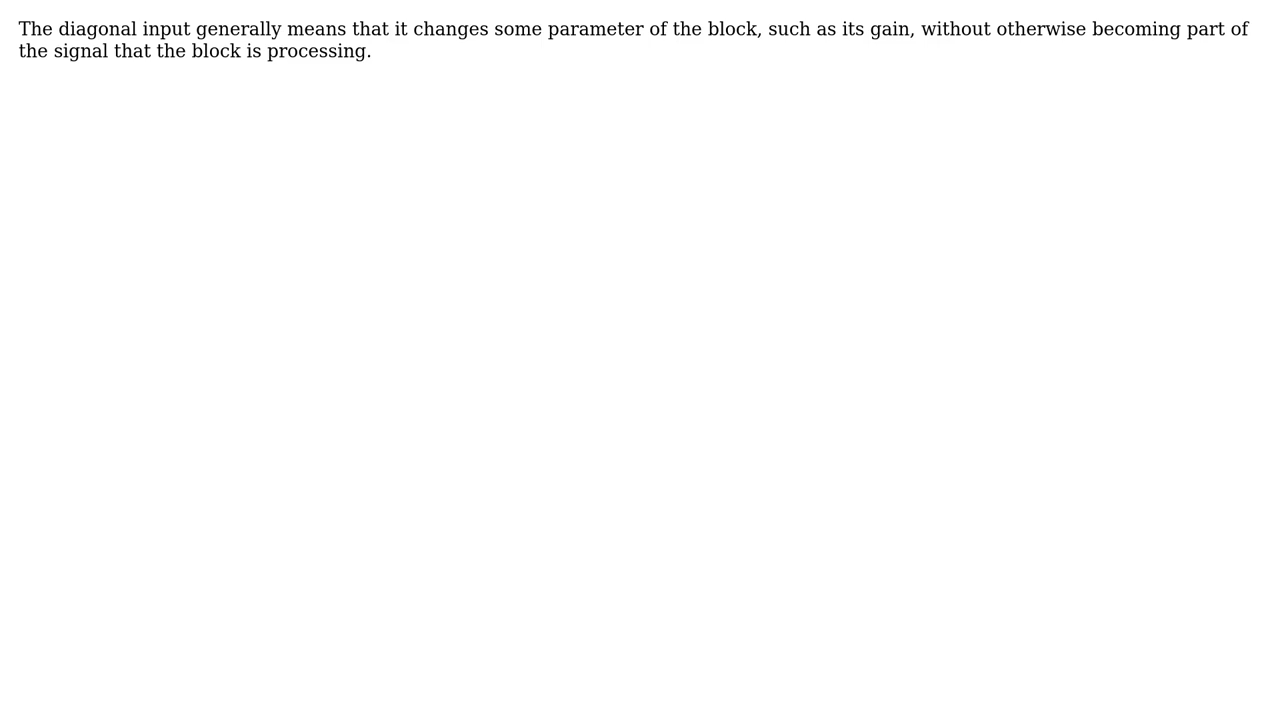 The diagonal input generally means that it changes some parameter of the block, such as its gain, without otherwise becoming part of
the signal that the block is processing.